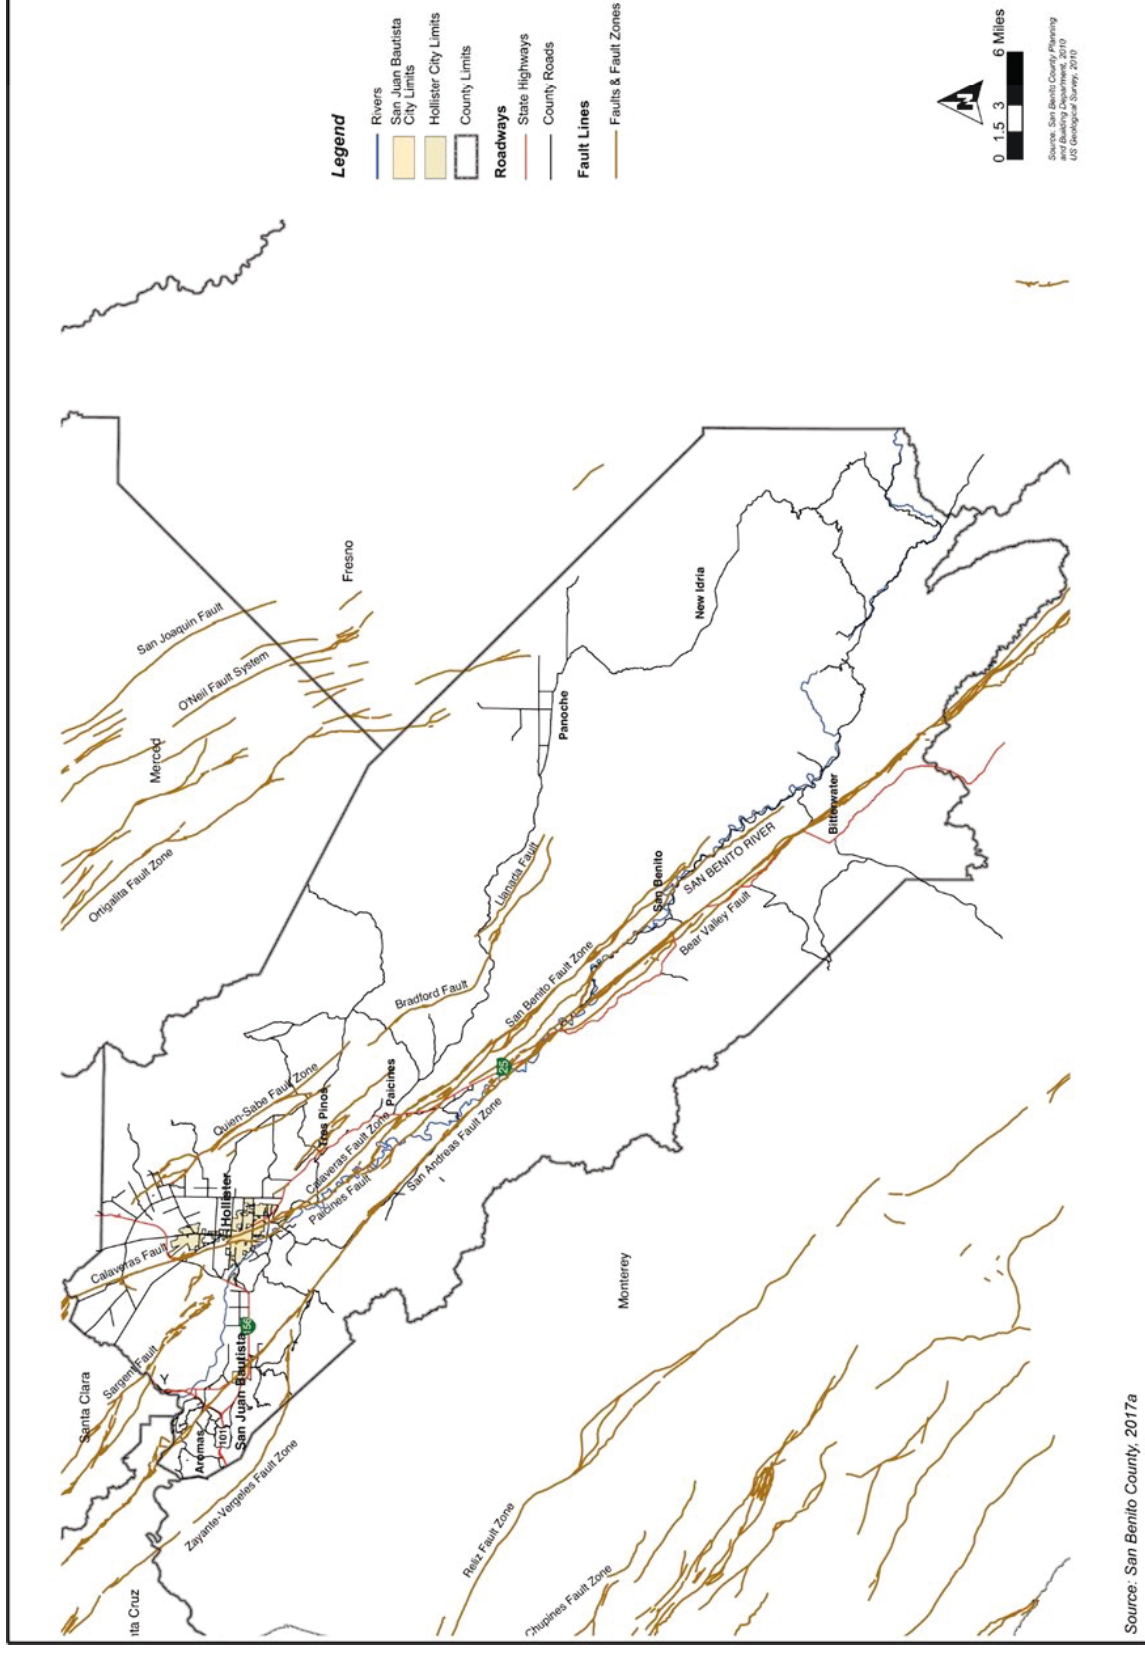 Legend
Rivers
San Juan Bautista
City Limits
Hollister City Limits
County Limits
Roadways
State Highways
County Roads
Fault Lines
Faults & Fault Zones
N
0 1.5 3 6 Miles
Source: San Benito County Planning
and Building Department, 2010
US Geological Survey, 2010
Santa Clara
Sargent Fault
Calaveras Fault
Y
Aromas
101
San Juan Bautista
156
Hollister
Zayante-Vergeles Fault Zone
ta Cruz
Quien-Sabe Fault Zone
Tres Pinos
Calaveras Fault Zone
Paicines Fault
Paicines
San Andreas Fault Zone
25
Bradford Fault
San Benito Fault Zone
Llanada Fault
Ortigalita Fault Zone
Merced
O'Neil Fault System
San Joaquin Fault
Fresno
Panoche
New Idria
San Benito
SAN BENITO RIVER
Bear Valley Fault
Bitterwater
Monterey
Reliz Fault Zone
Chupines Fault Zone
Source: San Benito County, 2017a